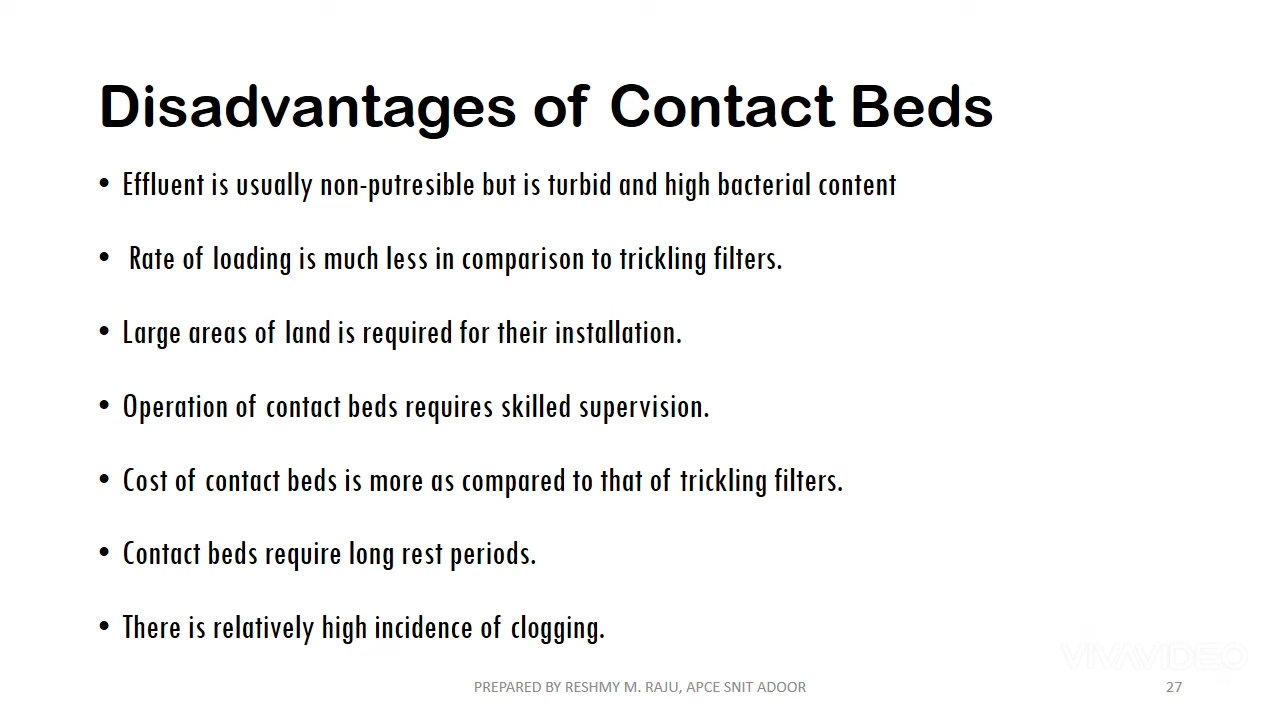 Disadvantages of Contact Beds
• Effluent is usually non-putresible but is turbid and high bacterial content
• Rate of loading is much less in comparison to trickling filters.
• Large areas of land is required for their installation.
• Operation of contact beds requires skilled supervision.
• Cost of contact beds is more as compared to that of trickling filters.
• Contact beds require long rest periods.
• There is relatively high incidence of clogging.
VIVAVIDEO
PREPARED BY RESHMY M. RAJU, APCE SNIT ADOOR
27